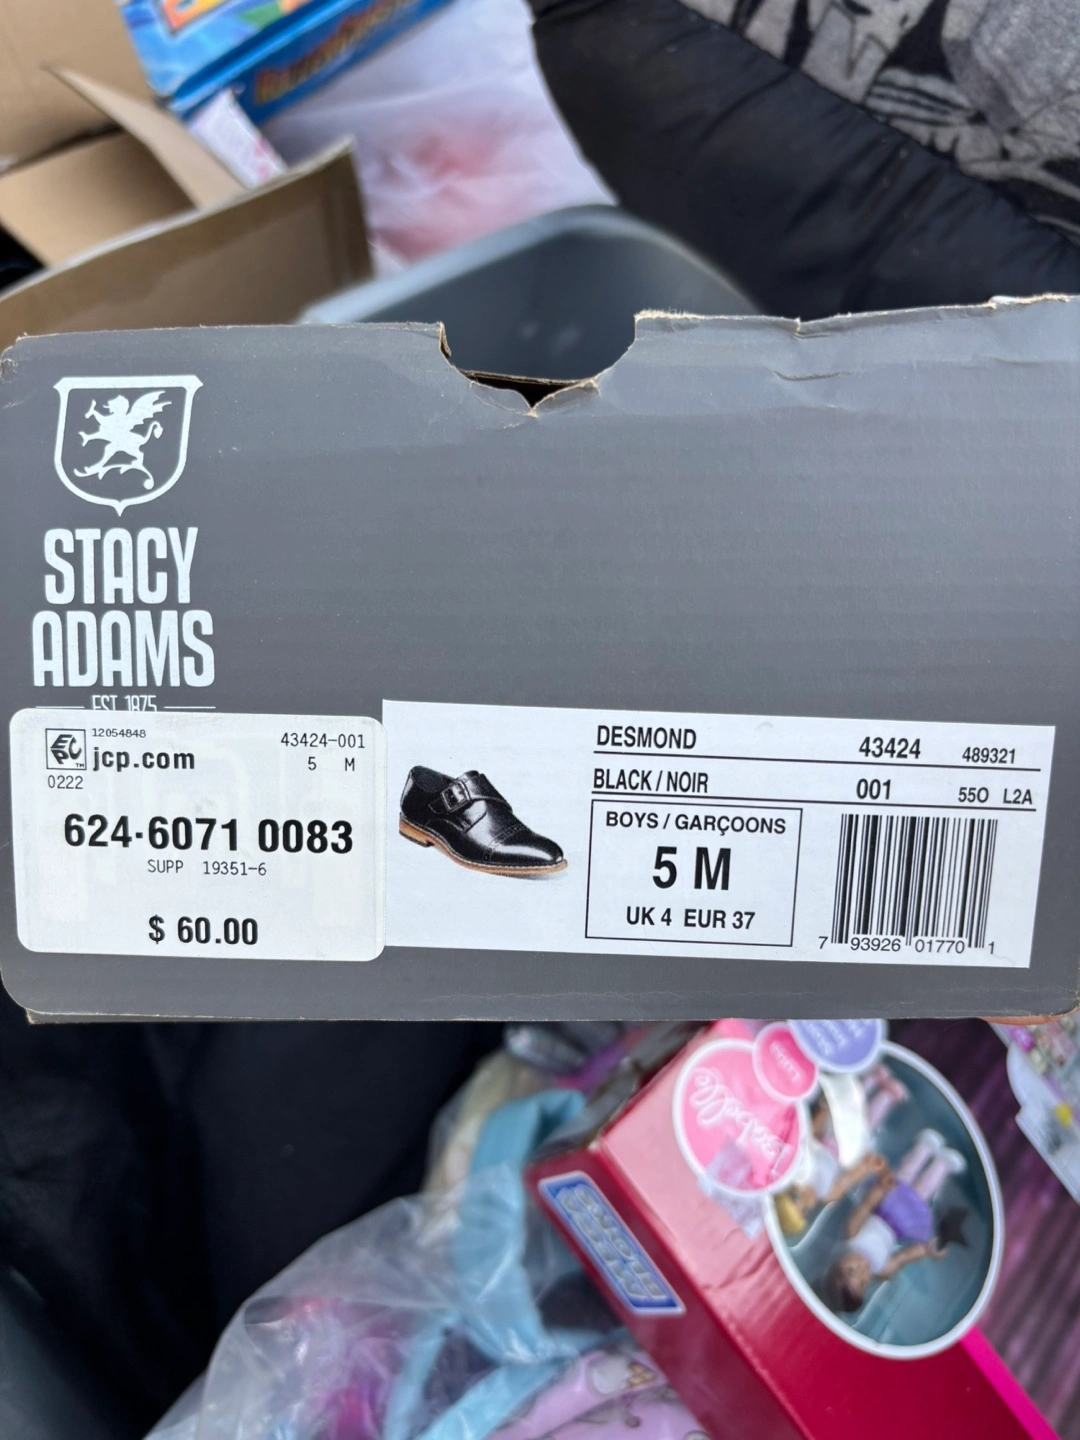 STACY
ADAMS
EST. 1875
12054848
jcp.com
0222
43424-001
5 M
624-6071 0083
SUPP 19351-6
$ 60.00
DESMOND 43424 489321
BLACK / NOIR 001 550 L2A
BOYS / GARÇOONS
5 M
UK 4 EUR 37
7 93926 01770 1
Isabelle